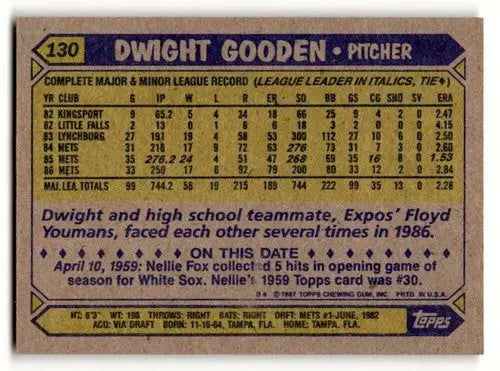 130 DWIGHT GOODEN • PITCHER
COMPLETE MAJOR & MINOR LEAGUE RECORD (LEAGUE LEADER IN ITALICS, TIE♦)
YR CLUB G IP W L R ER SO BB GS CG SHO SV ERA
82 KINGSPORT 9 65.2 5 4 34 18 66 25 9 4 2 0 2.47
82 LITTLE FALLS 2 13 0 1 6 6 18 3 2 0 0 0 4.15
83 LYNCHBURG 27 191 19 4 58 53 300 112 27 10 6 0 2.50
84 METS 31 218 17 9 72 63 276 73 31 7 3 0 2.60
85 METS 35 276.2 24 4 51 47 268 69 35 16 8 0 1.53
86 METS 33 250 17 6 92 79 200 80 33 12 2 0 2.84
MAJ. LEA. TOTALS 99 744.2 58 19 215 189 744 222 99 35 13 0 2.28
Dwight and high school teammate, Expos' Floyd
Youmans, faced each other several times in 1986.
ON THIS DATE
April 10, 1959: Nellie Fox collected 5 hits in opening game of
season for White Sox. Nellie's 1959 Topps card was #30.
© 1987 TOPPS CHEWING GUM, INC. PRTD. IN U.S.A.
HT: 6'3" WT: 198 THROWS: RIGHT BATS: RIGHT DRAFT: METS #1-JUNE, 1982
ACQ: VIA DRAFT BORN: 11-16-64, TAMPA, FLA. HOME: TAMPA, FLA.
Topps